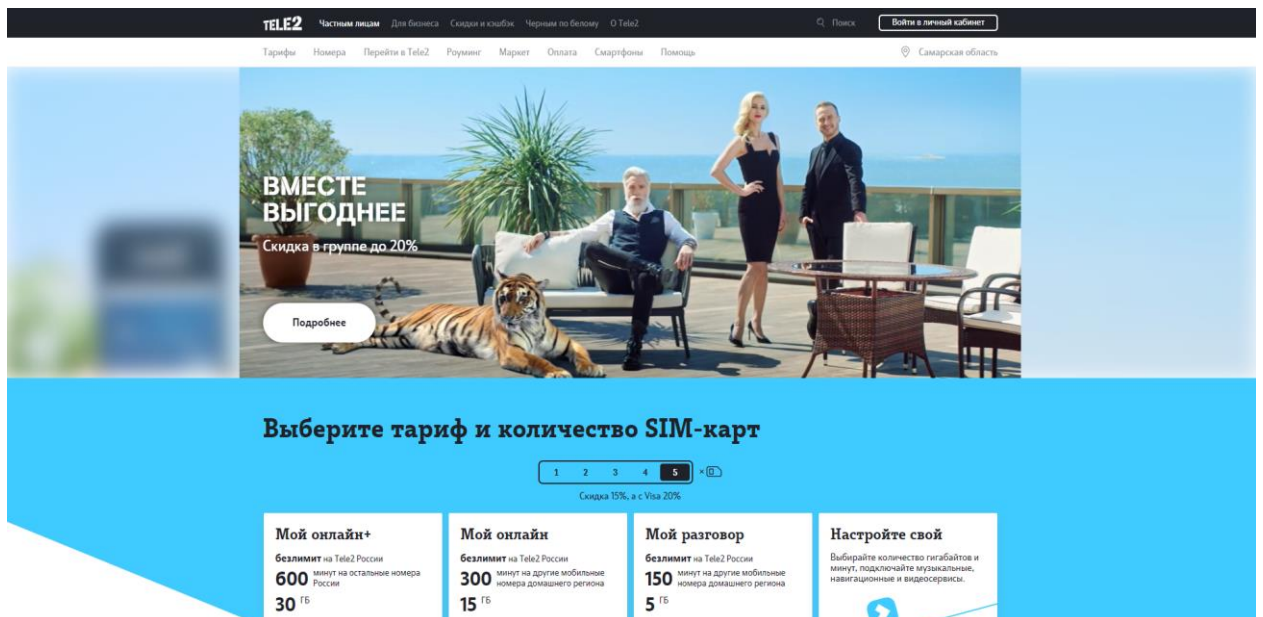 TELE2 Частным лицам Для бизнеса Скидки и кэшбэк Черным по белому О Tele2 Поиск Войти в личный кабинет
Тарифы Номера Перейти в Tele2 Роуминг Маркет Оплата Смартфоны Помощь Самарская область
ВМЕСТЕ
ВЫГОДНЕЕ
Скидка в группе до 20%
Подробнее
Выберите тариф и количество SIM-карт
1 2 3 4 5 ×
Скидка 15%, а с Visa 20%
Мой онлайн+
безлимит на Tele2 России
600 минут на остальные номера
России
30 ГБ
Мой онлайн
безлимит на Tele2 России
300 минут на другие мобильные
номера домашнего региона
15 ГБ
Мой разговор
безлимит на Tele2 России
150 минут на другие мобильные
номера домашнего региона
5 ГБ
Настройте свой
Выбирайте количество гигабайтов и
минут, подключайте музыкальные,
навигационные и видеосервисы.